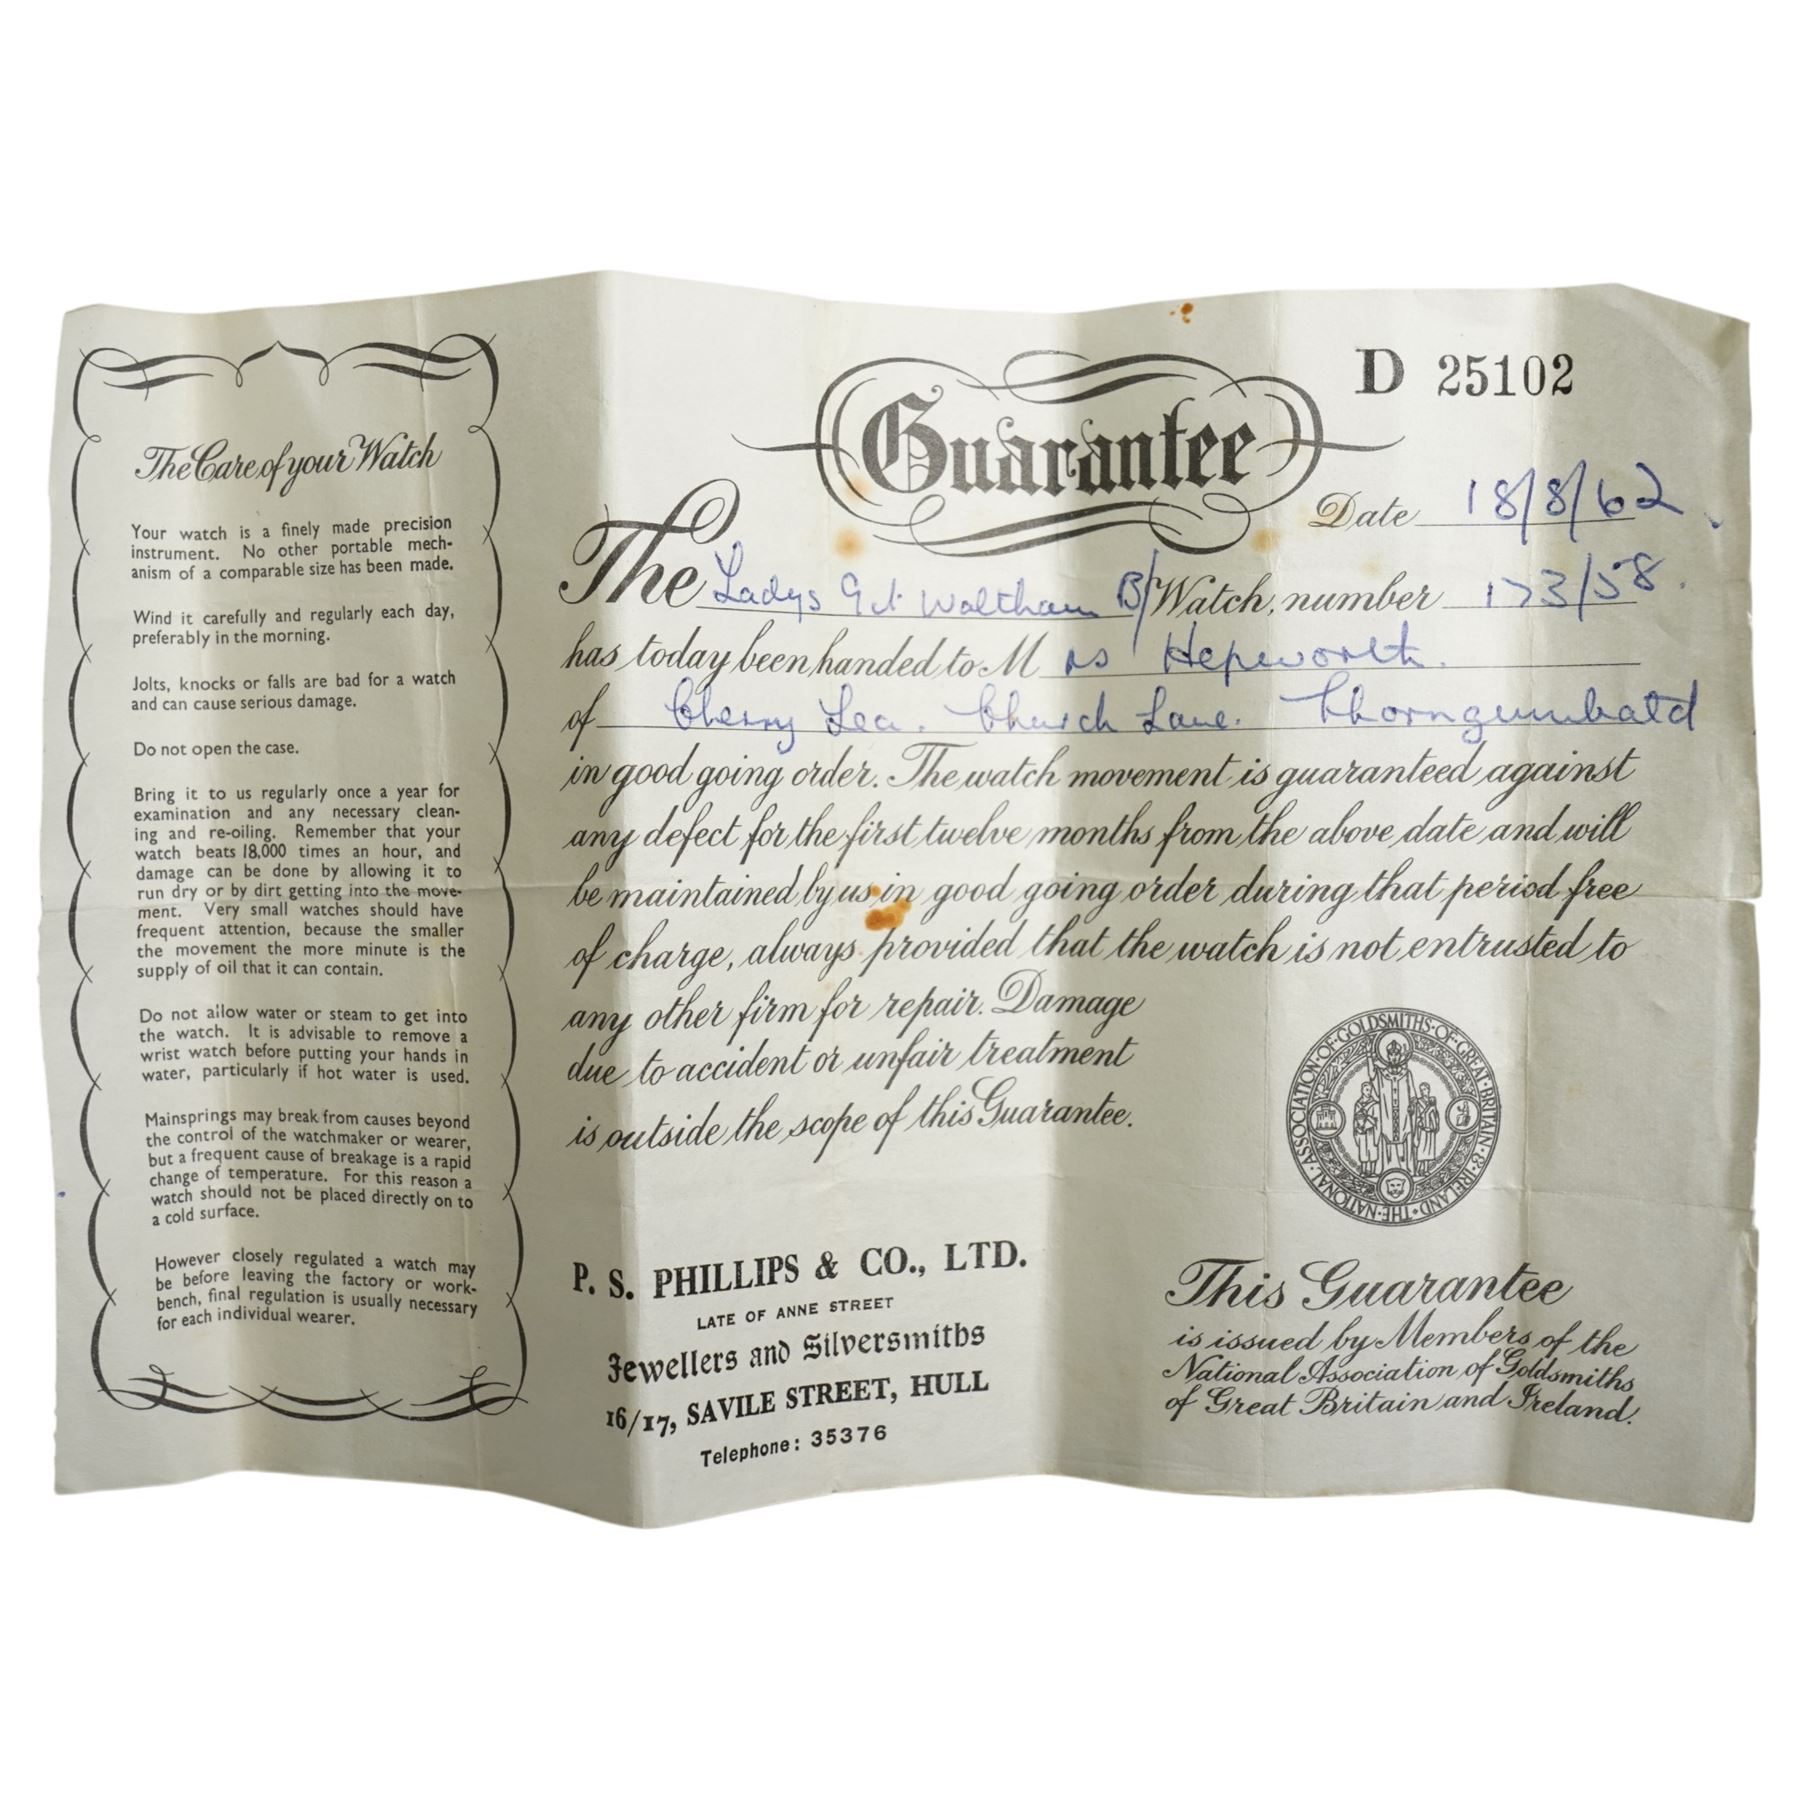 The Care of your Watch
Your watch is a finely made precision
instrument. No other portable mech-
anism of a comparable size has been made.
Wind it carefully and regularly each day,
preferably in the morning.
Jolts, knocks or falls are bad for a watch
and can cause serious damage.
Do not open the case.
Bring it to us regularly once a year for
examination and any necessary clean-
ing and re-oiling. Remember that your
watch beats 18,000 times an hour, and
damage can be done by allowing it to
run dry or by dirt getting into the move-
ment. Very small watches should have
frequent attention, because the smaller
the movement the more minute is the
supply of oil that it can contain.
Do not allow water or steam to get into
the watch. It is advisable to remove a
wrist watch before putting your hands in
water, particularly if hot water is used.
Mainsprings may break from causes beyond
the control of the watchmaker or wearer,
but a frequent cause of breakage is a rapid
change of temperature. For this reason a
watch should not be placed directly on to
a cold surface.
However closely regulated a watch may
be before leaving the factory or work-
bench, final regulation is usually necessary
for each individual wearer.
D 25102
Guarantee
Date 18/8/62.
The Ladys Waltham B/Watch, number 173/58.
has today been handed to Mrs Hepworth.
of Cherry Lea. Church Lane. Thorngumbald
in good going order. The watch movement is guaranteed against
any defect for the first twelve months from the above date and will
be maintained by us in good going order during that period free
of charge, always provided that the watch is not entrusted to
any other firm for repair. Damage
due to accident or unfair treatment
is outside the scope of this Guarantee.
THE·NATIONAL·ASSOCIATION·OF·GOLDSMITHS·OF·GREAT·BRITAIN·&·IRELAND
P. S. PHILLIPS & CO., LTD.
LATE OF ANNE STREET
Jewellers and Silversmiths
16/17, SAVILE STREET, HULL
Telephone: 35376
This Guarantee
is issued by Members of the
National Association of Goldsmiths
of Great Britain and Ireland.